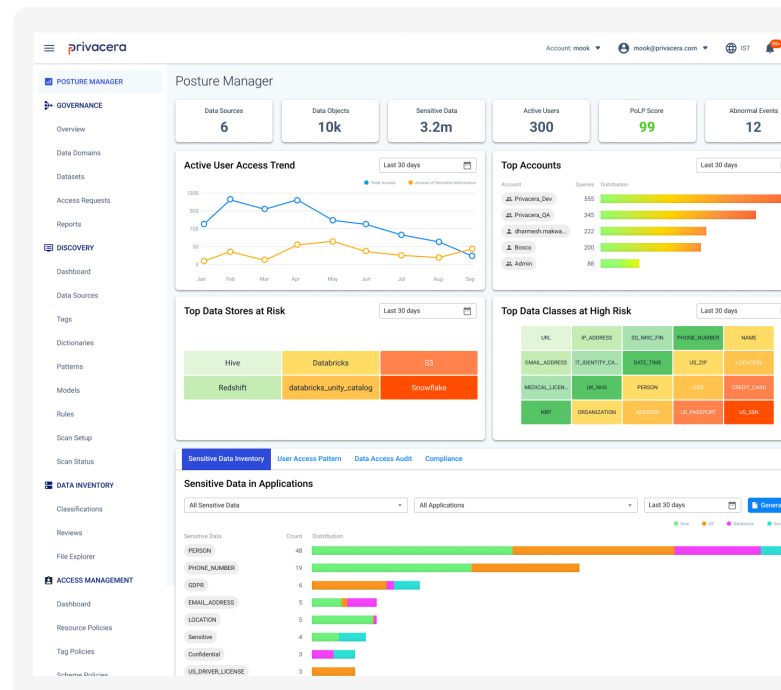 privacera
Account: mook
mook@privacera.com
IST
99+
POSTURE MANAGER
GOVERNANCE
Overview
Data Domains
Datasets
Access Requests
Reports
DISCOVERY
Dashboard
Data Sources
Tags
Dictionaries
Patterns
Models
Rules
Scan Setup
Scan Status
DATA INVENTORY
Classifications
Reviews
File Explorer
ACCESS MANAGEMENT
Dashboard
Resource Policies
Tag Policies
Scheme Policies
Posture Manager
Data Sources
6
Data Objects
10k
Sensitive Data
3.2m
Active Users
300
PoLP Score
99
Abnormal Events
12
Active User Access Trend
Last 30 days
Total Access
Access of Sensitive Information
1000
500
100
50
0
Jan Feb Mar Apr May Jun Jul Aug Sep
Top Accounts
Last 30 days
Account Queries Distribution
Privacera_Dev 555
Privacera_QA 345
dharmesh.makwa... 222
Bosco 200
Admin 88
Top Data Stores at Risk
Last 30 days
Hive Databricks S3
Redshift databricks_unity_catalog Snowflake
Top Data Classes at High Risk
Last 30 days
URL IP_ADDRESS SG_NRIC_FIN PHONE_NUMBER NAME
EMAIL_ADDRESS IT_IDENTITY_CA... DATE_TIME US_ZIP LOCATION
MEDICAL_LICEN... UK_NHS PERSON CREDIT_CARD
NRP ORGANIZATION ADDRESS US_PASSPORT US_SSN
Sensitive Data Inventory User Access Pattern Data Access Audit Compliance
Sensitive Data in Applications
All Sensitive Data
All Applications
Last 30 days
Genera
Hive S3 Databricks
Sensitive Data Count Distribution
PERSON 48
PHONE_NUMBER 19
GDPR 6
EMAIL_ADDRESS 5
LOCATION 5
Sensitive 4
Confidential 3
US_DRIVER_LICENSE 3